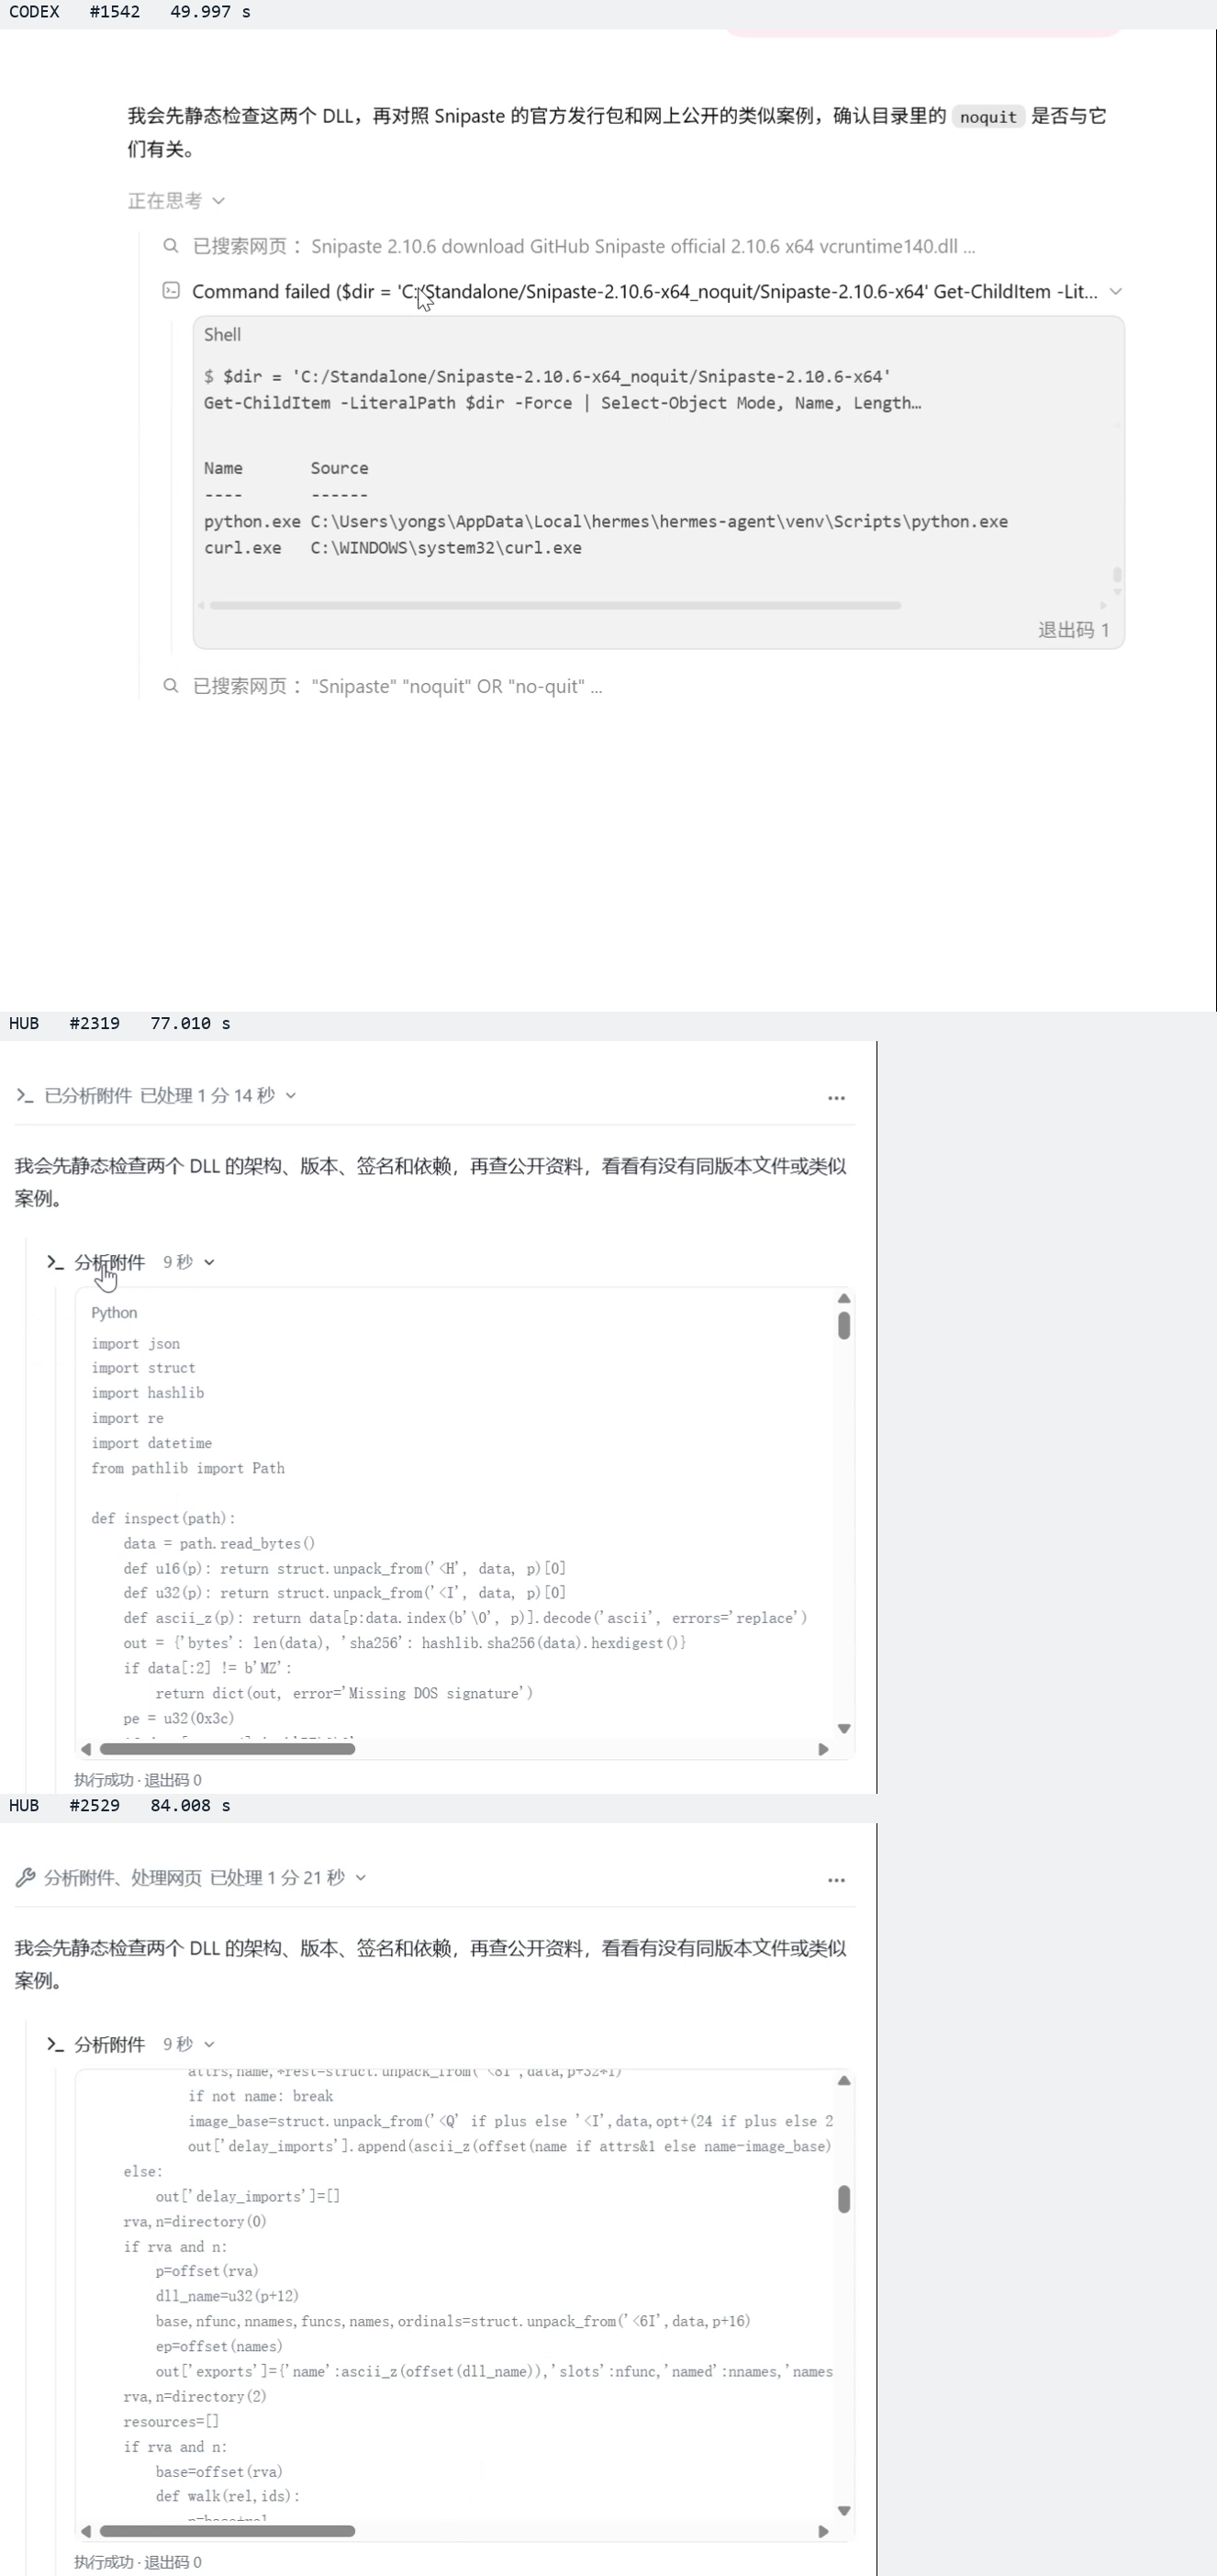 CODEX #1542 49.997 s
我会先静态检查这两个 DLL，再对照 Snipaste 的官方发行包和网上公开的类似案例，确认目录里的 noquit 是否与它
们有关。
正在思考
已搜索网页： Snipaste 2.10.6 download GitHub Snipaste official 2.10.6 x64 vcruntime140.dll ...
Command failed ($dir = 'C:/Standalone/Snipaste-2.10.6-x64_noquit/Snipaste-2.10.6-x64' Get-ChildItem -Lit...
Shell
$ $dir = 'C:/Standalone/Snipaste-2.10.6-x64_noquit/Snipaste-2.10.6-x64'
Get-ChildItem -LiteralPath $dir -Force | Select-Object Mode, Name, Length…
Name Source
---- ------
python.exe C:\Users\yongs\AppData\Local\hermes\hermes-agent\venv\Scripts\python.exe
curl.exe C:\WINDOWS\system32\curl.exe
退出码 1
已搜索网页： "Snipaste" "noquit" OR "no-quit" ...
HUB #2319 77.010 s
已分析附件 已处理 1 分 14 秒
我会先静态检查两个 DLL 的架构、版本、签名和依赖，再查公开资料，看看有没有同版本文件或类似
案例。
分析附件 9 秒
Python
import json
import struct
import hashlib
import re
import datetime
from pathlib import Path
def inspect(path):
data = path.read_bytes()
def u16(p): return struct.unpack_from('<H', data, p)[0]
def u32(p): return struct.unpack_from('<I', data, p)[0]
def ascii_z(p): return data[p:data.index(b'\0', p)].decode('ascii', errors='replace')
out = {'bytes': len(data), 'sha256': hashlib.sha256(data).hexdigest()}
if data[:2] != b'MZ':
return dict(out, error='Missing DOS signature')
pe = u32(0x3c)
执行成功 · 退出码 0
HUB #2529 84.008 s
分析附件、处理网页 已处理 1 分 21 秒
我会先静态检查两个 DLL 的架构、版本、签名和依赖，再查公开资料，看看有没有同版本文件或类似
案例。
分析附件 9 秒
attrs,name,*rest=struct.unpack_from('<8I',data,p+32*i)
if not name: break
image_base=struct.unpack_from('<Q' if plus else '<I',data,opt+(24 if plus else 2
out['delay_imports'].append(ascii_z(offset(name if attrs&1 else name-image_base)
else:
out['delay_imports']=[]
rva,n=directory(0)
if rva and n:
p=offset(rva)
dll_name=u32(p+12)
base,nfunc,nnames,funcs,names,ordinals=struct.unpack_from('<6I',data,p+16)
ep=offset(names)
out['exports']={'name':ascii_z(offset(dll_name)),'slots':nfunc,'named':nnames,'names
rva,n=directory(2)
resources=[]
if rva and n:
base=offset(rva)
def walk(rel,ids):
p=base+rel
执行成功 · 退出码 0